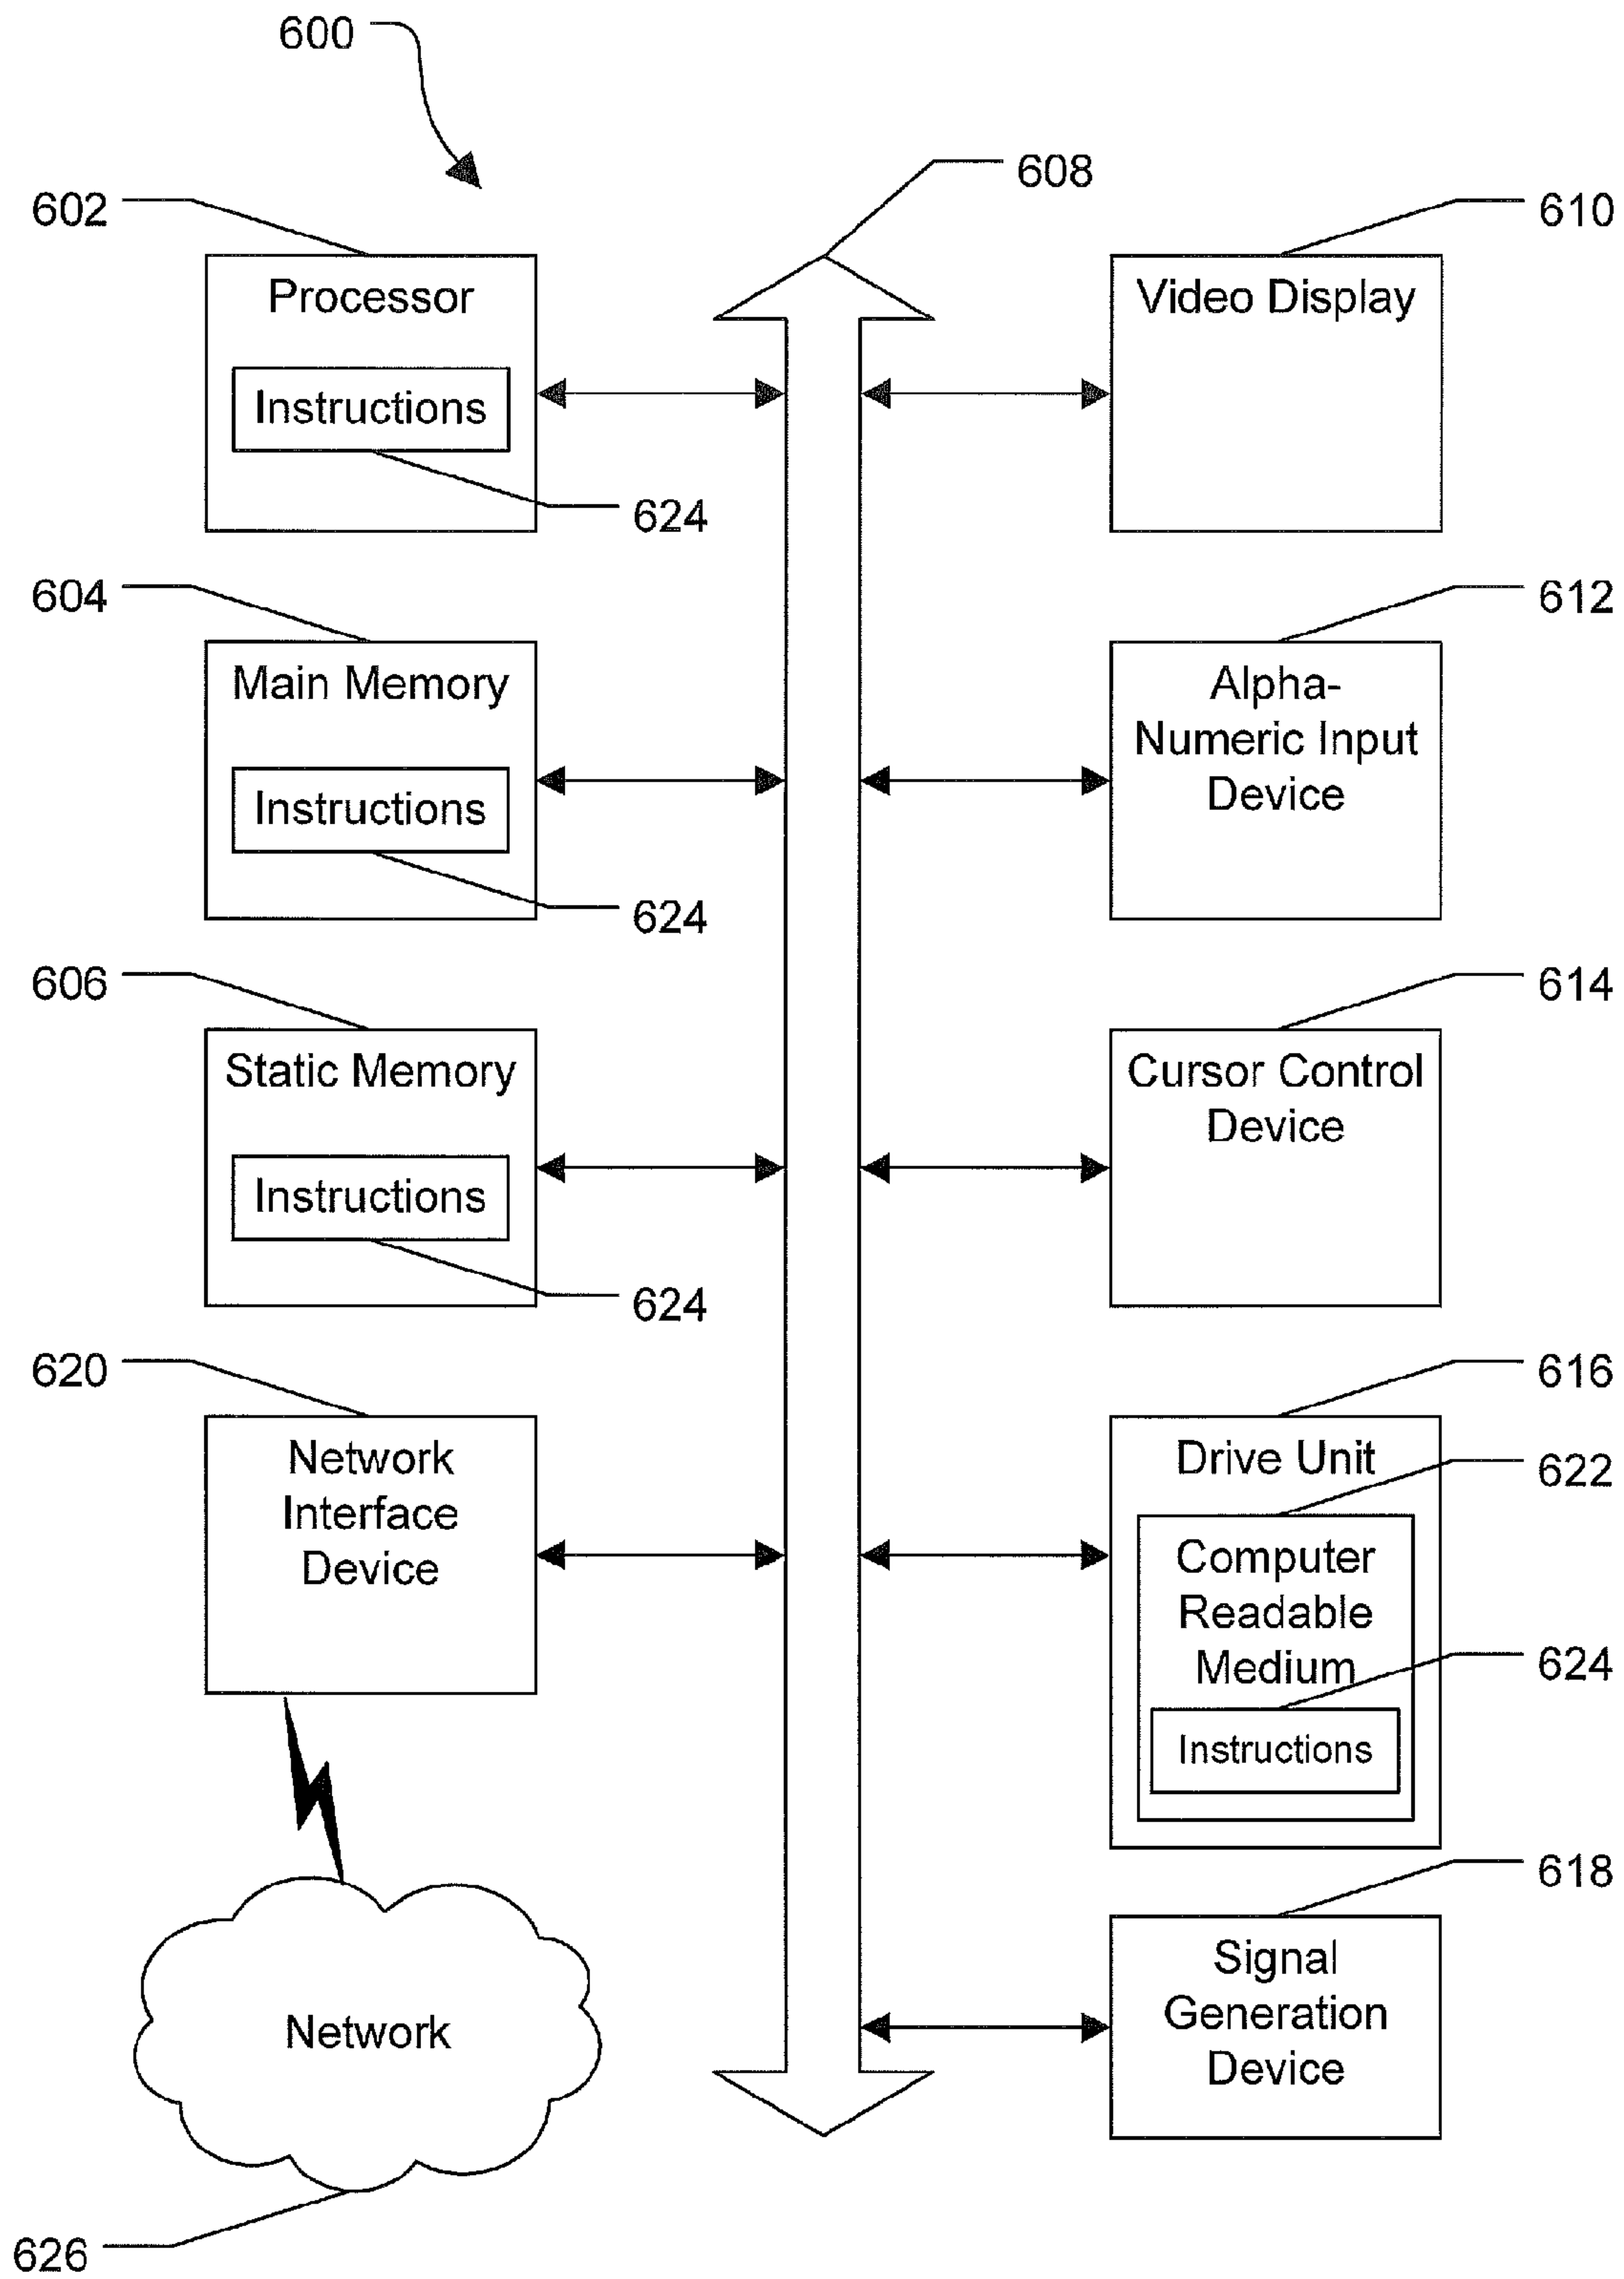 600
608
602
610
Processor
Video Display
Instructions
624
604
612
Main Memory
Alpha-
Numeric Input
Device
Instructions
624
606
614
Static Memory
Cursor Control
Device
Instructions
624
620
616
Network
Interface
Device
Drive Unit
622
Computer
Readable
Medium
624
Instructions
618
Signal
Generation
Device
Network
626